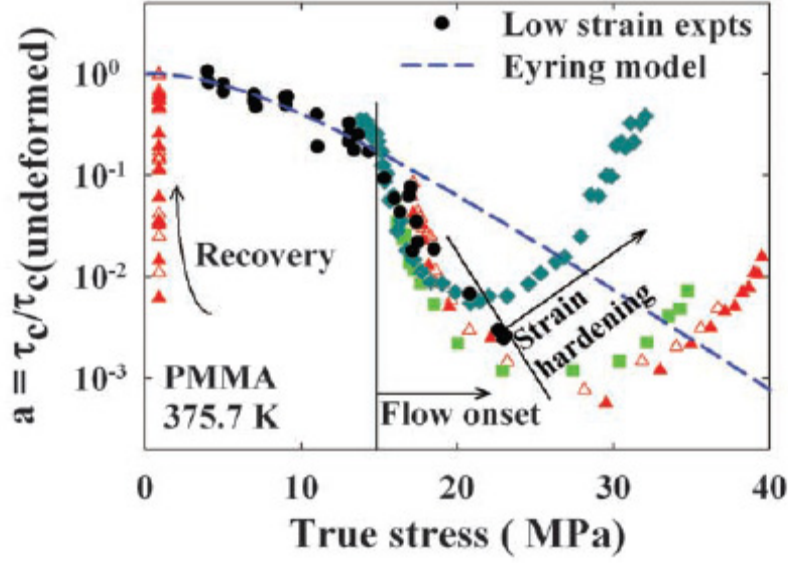 Low strain expts
Eyring model
10⁰
10⁻¹
10⁻²
10⁻³
a = τc/τc(undeformed)
Recovery
Strain
hardening
PMMA
375.7 K
Flow onset
0 10 20 30 40
True stress ( MPa)